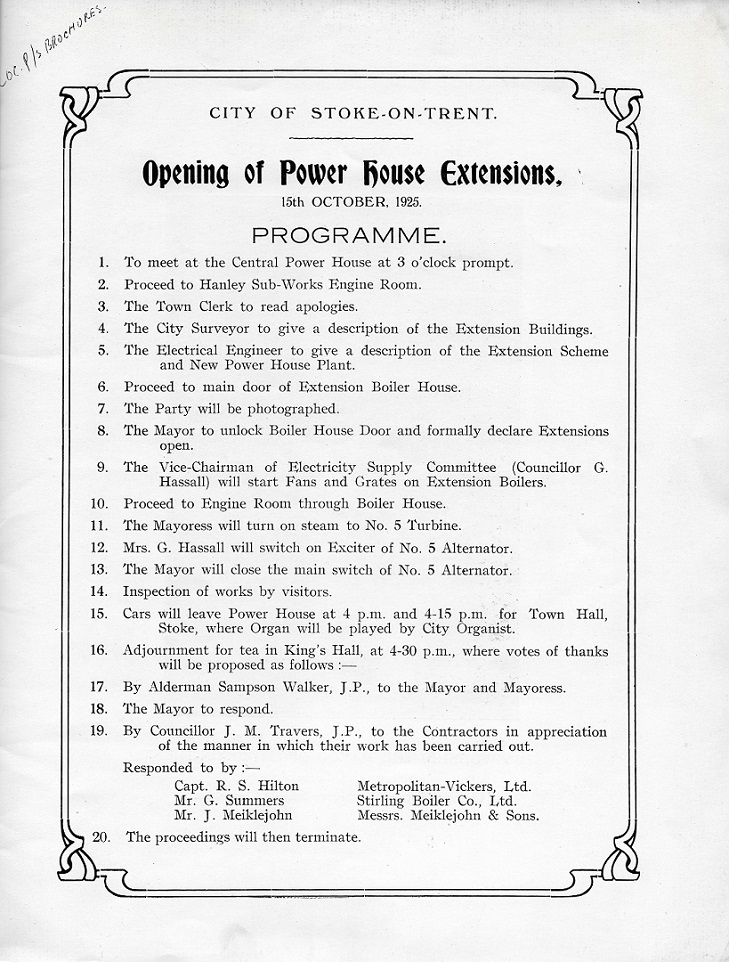 LOC. P/S BROCHURES.
CITY OF STOKE-ON-TRENT.
Opening of Power House Extensions,
15th OCTOBER, 1925.
PROGRAMME.
1. To meet at the Central Power House at 3 o'clock prompt.
2. Proceed to Hanley Sub-Works Engine Room.
3. The Town Clerk to read apologies.
4. The City Surveyor to give a description of the Extension Buildings.
5. The Electrical Engineer to give a description of the Extension Scheme
and New Power House Plant.
6. Proceed to main door of Extension Boiler House.
7. The Party will be photographed.
8. The Mayor to unlock Boiler House Door and formally declare Extensions
open.
9. The Vice-Chairman of Electricity Supply Committee (Councillor G.
Hassall) will start Fans and Grates on Extension Boilers.
10. Proceed to Engine Room through Boiler House.
11. The Mayoress will turn on steam to No. 5 Turbine.
12. Mrs. G. Hassall will switch on Exciter of No. 5 Alternator.
13. The Mayor will close the main switch of No. 5 Alternator.
14. Inspection of works by visitors.
15. Cars will leave Power House at 4 p.m. and 4-15 p.m. for Town Hall,
Stoke, where Organ will be played by City Organist.
16. Adjournment for tea in King's Hall, at 4-30 p.m., where votes of thanks
will be proposed as follows :—
17. By Alderman Sampson Walker, J.P., to the Mayor and Mayoress.
18. The Mayor to respond.
19. By Councillor J. M. Travers, J.P., to the Contractors in appreciation
of the manner in which their work has been carried out.
Responded to by :—
Capt. R. S. Hilton Metropolitan-Vickers, Ltd.
Mr. G. Summers Stirling Boiler Co., Ltd.
Mr. J. Meiklejohn Messrs. Meiklejohn & Sons.
20. The proceedings will then terminate.